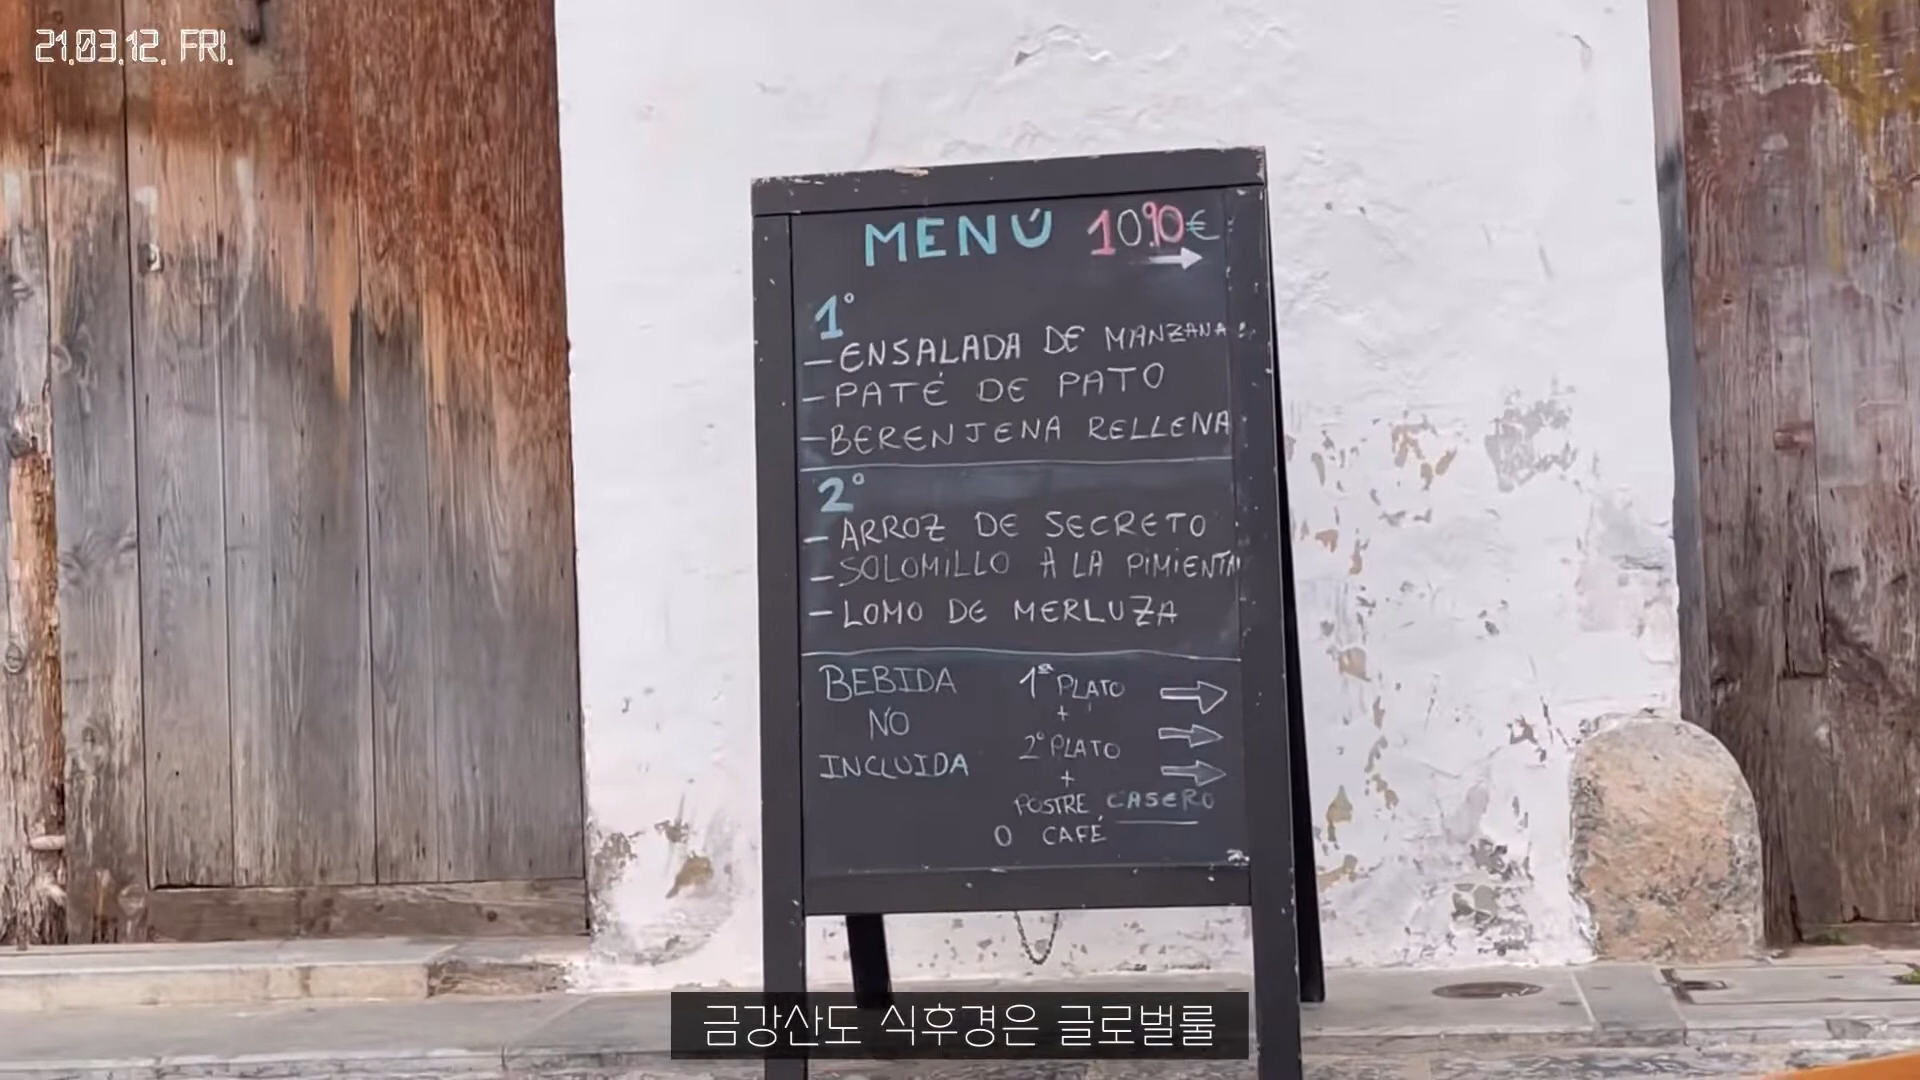 21.03.12. FRI.
MENÚ 10,90€
1°
- ENSALADA DE MANZANA
- PATÉ DE PATO
- BERENJENA RELLENA
2°
- ARROZ DE SECRETO
- SOLOMILLO A LA PIMIENTA
- LOMO DE MERLUZA
BEBIDA
NO
INCLUIDA
1ª PLATO
+
2° PLATO
+
POSTRE CASERO
O CAFÉ
금강산도 식후경은 글로벌룰